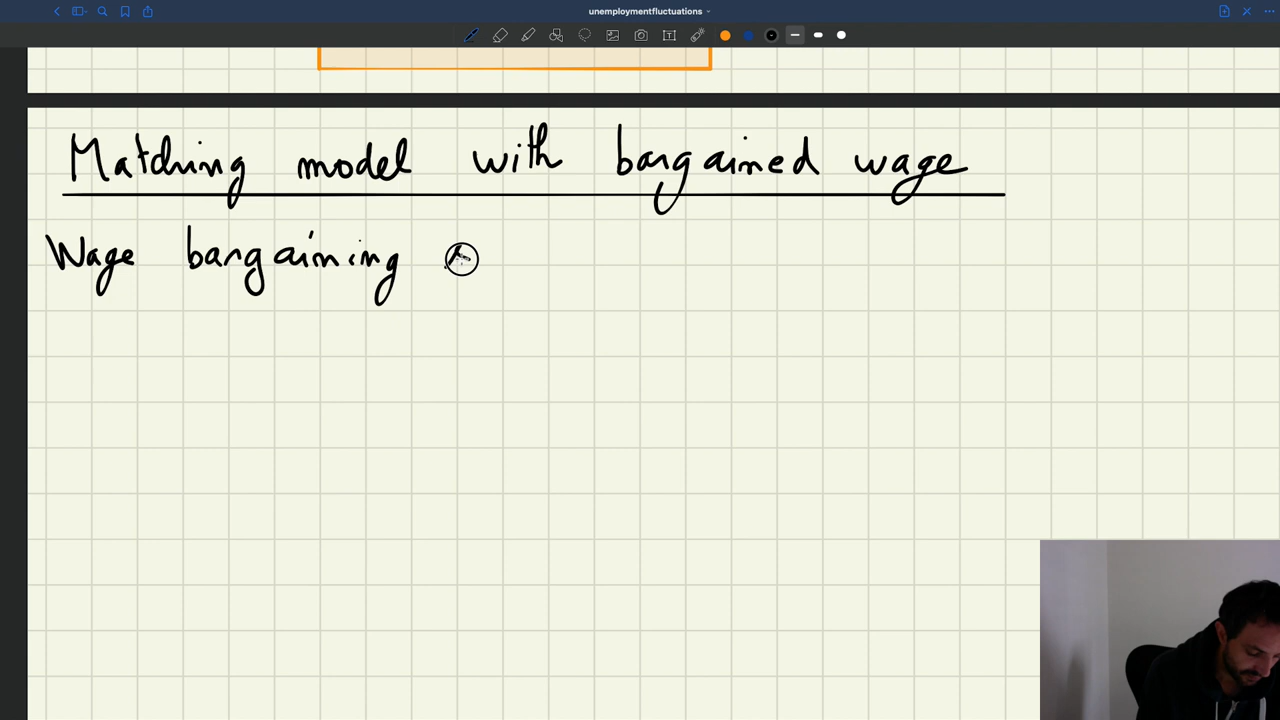 unemploymentfluctuations
Matching model with bargained wage
Wage bargaining